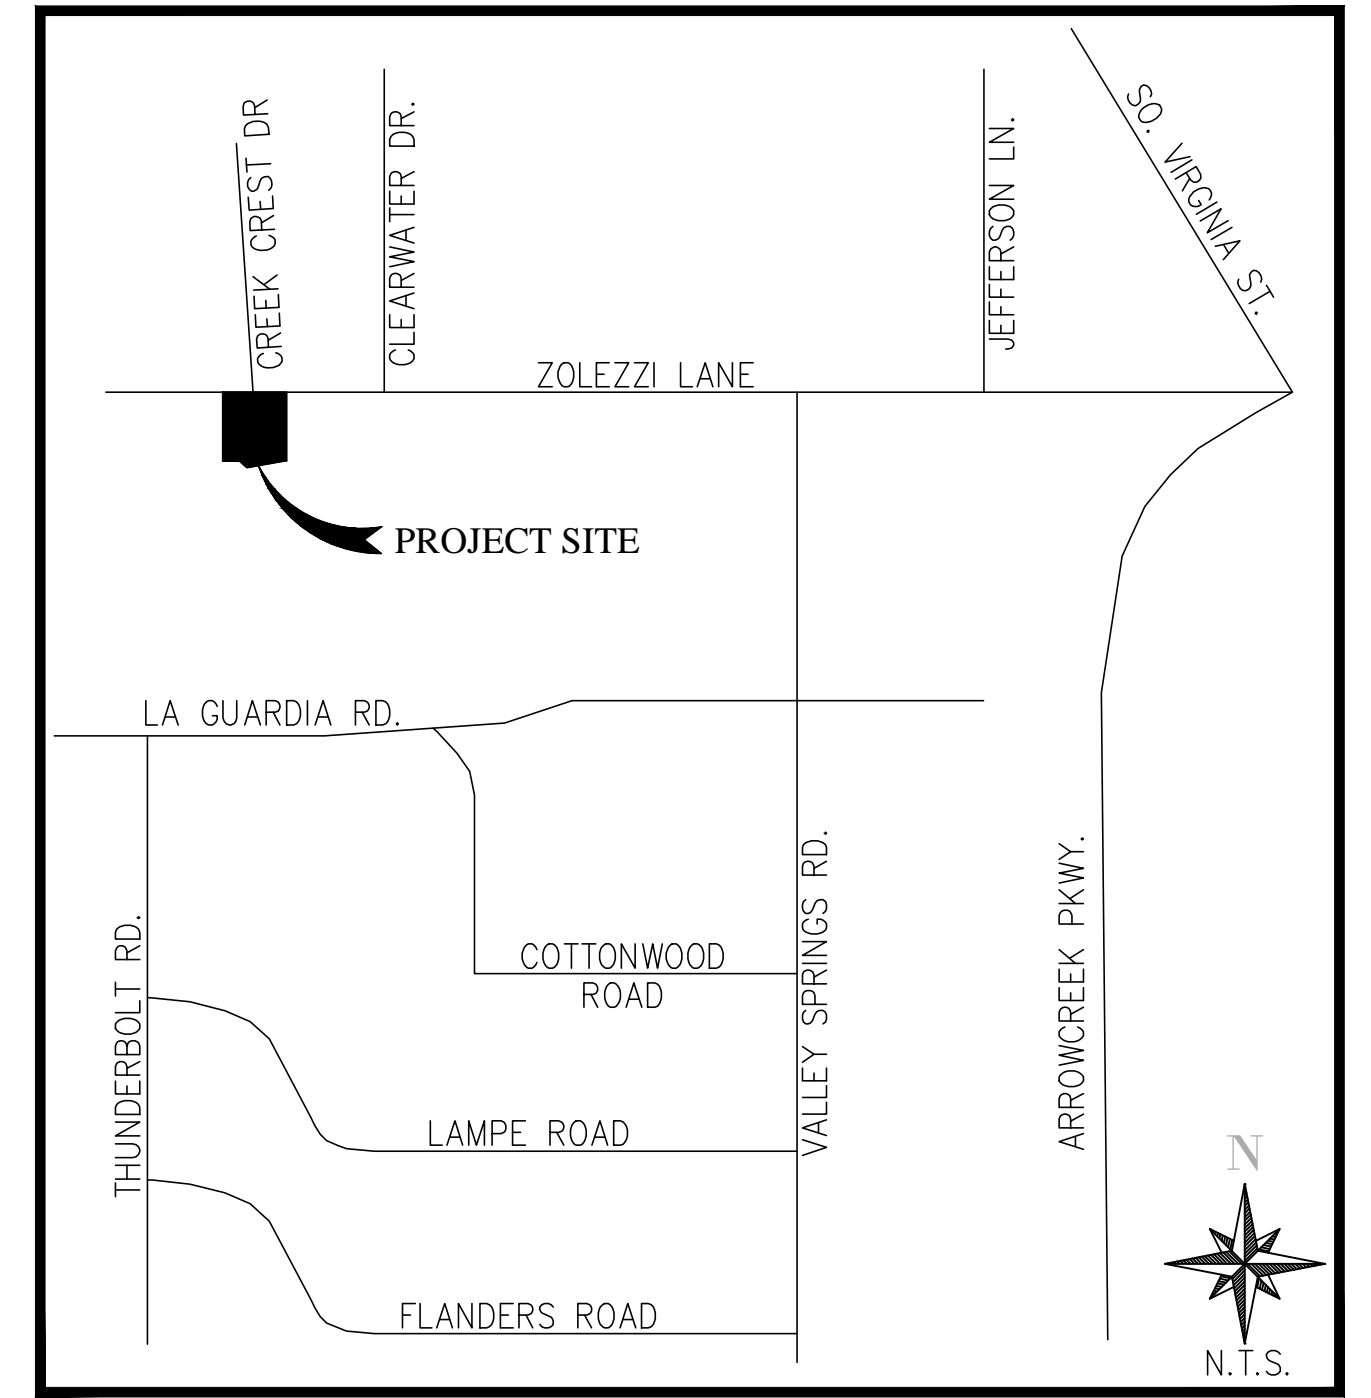 CREEK CREST DR
CLEARWATER DR.
JEFFERSON LN.
SO. VIRGINIA ST.
ZOLEZZI LANE
PROJECT SITE
LA GUARDIA RD.
THUNDERBOLT RD.
COTTONWOOD
ROAD
VALLEY SPRINGS RD.
ARROWCREEK PKWY.
LAMPE ROAD
FLANDERS ROAD
N
N.T.S.